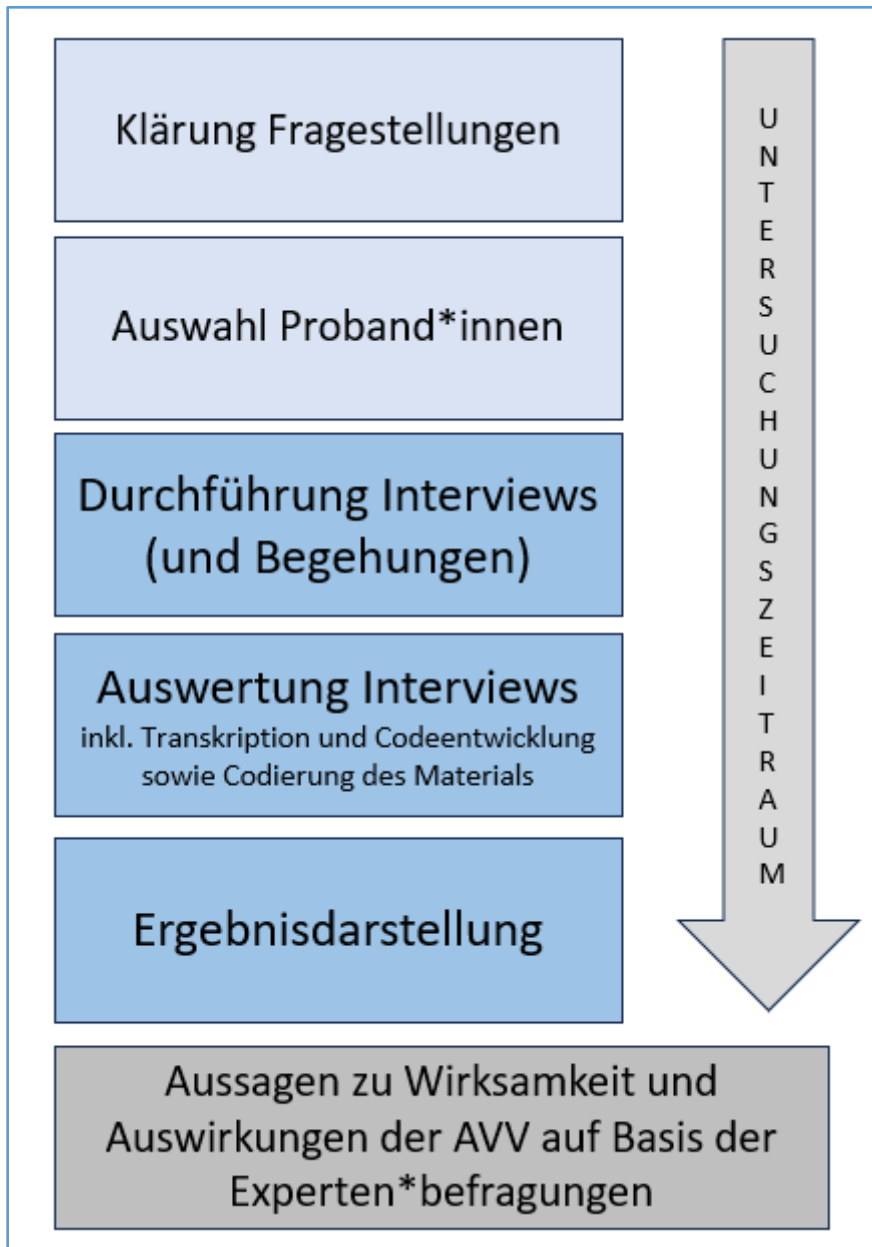 Klärung Fragestellungen
Auswahl Proband*innen
Durchführung Interviews
(und Begehungen)
Auswertung Interviews
inkl. Transkription und Codeentwicklung
sowie Codierung des Materials
Ergebnisdarstellung
Aussagen zu Wirksamkeit und
Auswirkungen der AVV auf Basis der
Experten*befragungen
UNTERSUCHUNGSZEITRAUM